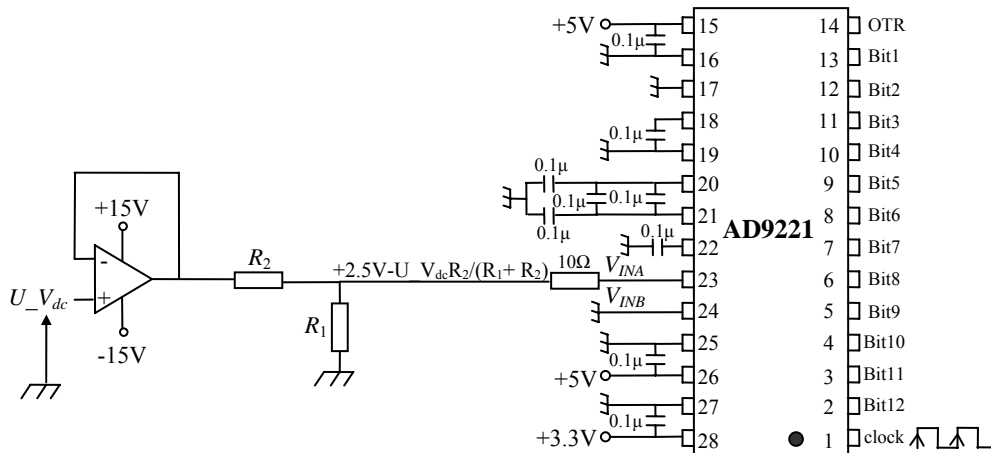 +5V 15 14 OTR
0.1μ
16 13 Bit1
17 12 Bit2
18 11 Bit3
0.1μ
19 10 Bit4
0.1μ
20 9 Bit5
0.1μ 0.1μ
21 8 Bit6
0.1μ
AD9221
0.1μ
22 7 Bit7
+15V
-
+
U_Vdc
-15V
R2
+2.5V-U_VdcR2/(R1+ R2)
R1
10Ω
VINA
23 6 Bit8
VINB
24 5 Bit9
25 4 Bit10
0.1μ
+5V 26 3 Bit11
27 2 Bit12
0.1μ
+3.3V 28 1 clock